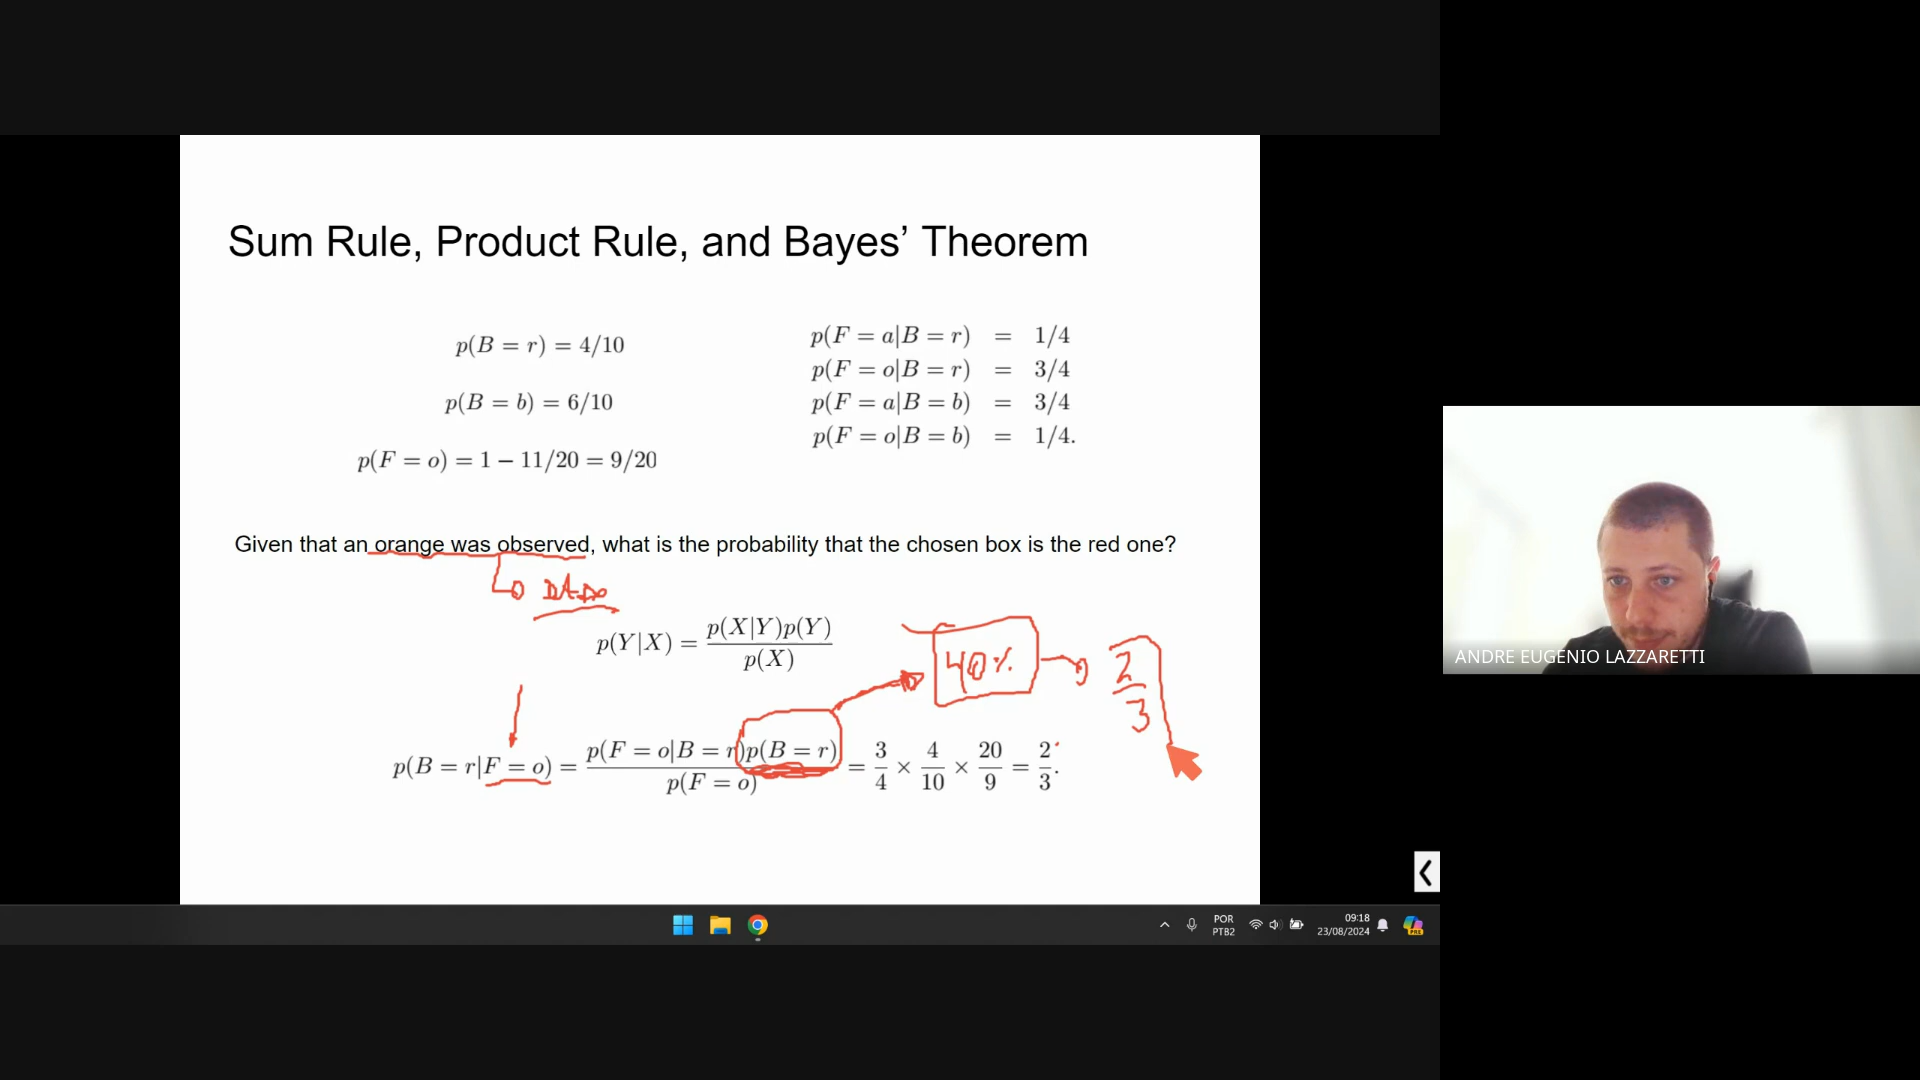 Sum Rule, Product Rule, and Bayes’ Theorem
p(B = r) = 4/10
p(B = b) = 6/10
p(F = o) = 1 − 11/20 = 9/20
p(F = a|B = r) = 1/4
p(F = o|B = r) = 3/4
p(F = a|B = b) = 3/4
p(F = o|B = b) = 1/4.
Given that an orange was observed, what is the probability that the chosen box is the red one?
DADO
p(Y|X) = p(X|Y)p(Y) / p(X)
40%
2/3
p(B = r|F = o) = p(F = o|B = r)p(B = r) / p(F = o) = 3/4 × 4/10 × 20/9 = 2/3.
ANDRE EUGENIO LAZZARETTI
POR
PTB2
09:18
23/08/2024
PRE